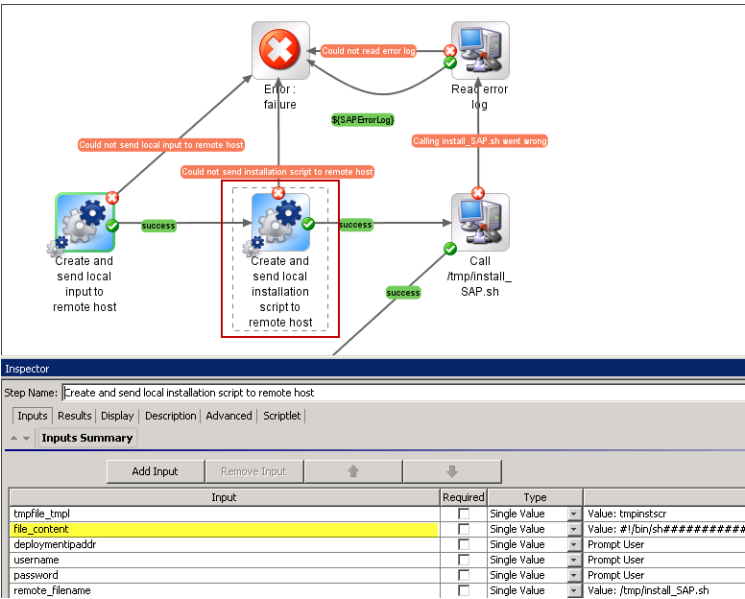 Could not read error log
Error :
failure
Read error
log
${SAPErrorLog}
Could not send local input to remote host
Calling install_SAP.sh went wrong
Could not send installation script to remote host
success
success
Create and
send local
input to
remote host
Create and
send local
installation
script to
remote host
Call
/tmp/install_
SAP.sh
success
Inspector
Step Name: Create and send local installation script to remote host
Inputs Results Display Description Advanced Scriptlet
Inputs Summary
Add Input Remove Input
Input Required Type
tmpfile_tmpl Single Value Value: tmpinstscr
file_content Single Value Value: #!/bin/sh###########
deploymentipaddr Single Value Prompt User
username Single Value Prompt User
password Single Value Prompt User
remote_filename Single Value Value: /tmp/install_SAP.sh